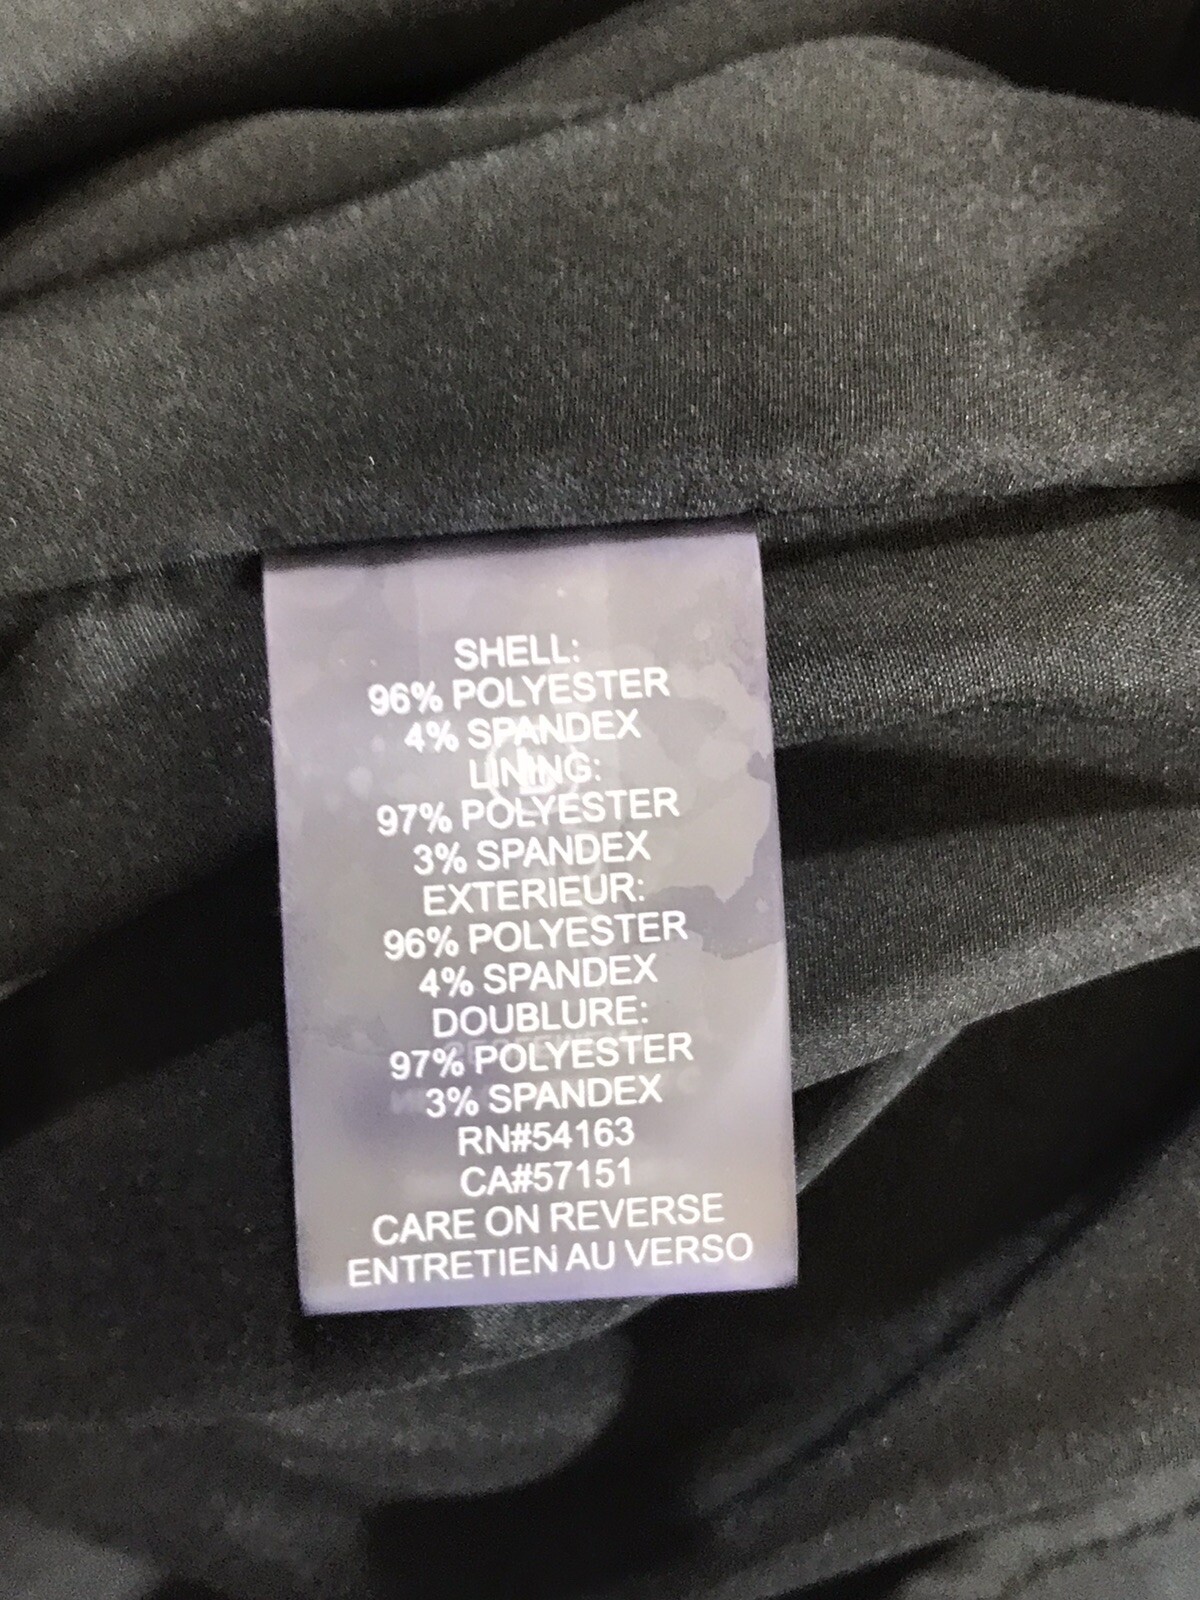 SHELL:
96% POLYESTER
4% SPANDEX
LINING:
97% POLYESTER
3% SPANDEX
EXTERIEUR:
96% POLYESTER
4% SPANDEX
DOUBLURE:
97% POLYESTER
3% SPANDEX
RN#54163
CA#57151
CARE ON REVERSE
ENTRETIEN AU VERSO